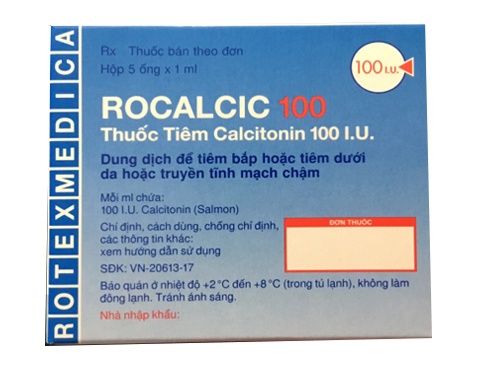 ROTEXMEDICA
Rx Thuốc bán theo đơn
Hộp 5 ống x 1 ml
100 I.U.
ROCALCIC 100
Thuốc Tiêm Calcitonin 100 I.U.
Dung dịch để tiêm bắp hoặc tiêm dưới
da hoặc truyền tĩnh mạch chậm
Mỗi ml chứa:
100 I.U. Calcitonin (Salmon)
Chỉ định, cách dùng, chống chỉ định,
các thông tin khác:
xem hướng dẫn sử dụng
SĐK: VN-20613-17
ĐƠN THUỐC
Bảo quản ở nhiệt độ +2°C đến +8°C (trong tủ lạnh), không làm
đông lạnh. Tránh ánh sáng.
Nhà nhập khẩu: